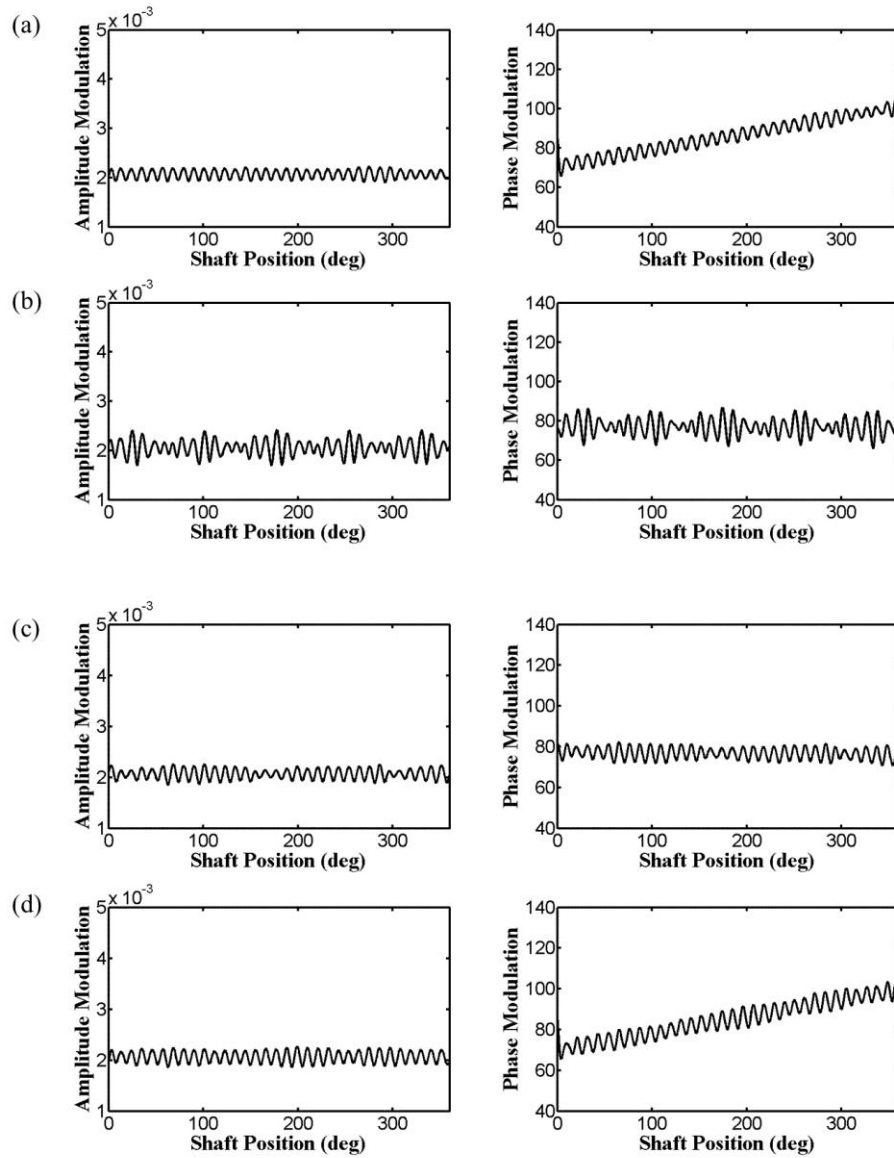 (a)
5 x 10⁻³
Amplitude Modulation
4
3
2
1
0 100 200 300
Shaft Position (deg)
Phase Modulation
140
120
100
80
60
40
0 100 200 300
Shaft Position (deg)
(b)
5 x 10⁻³
Amplitude Modulation
4
3
2
1
0 100 200 300
Shaft Position (deg)
Phase Modulation
140
120
100
80
60
40
0 100 200 300
Shaft Position (deg)
(c)
5 x 10⁻³
Amplitude Modulation
4
3
2
1
0 100 200 300
Shaft Position (deg)
Phase Modulation
140
120
100
80
60
40
0 100 200 300
Shaft Position (deg)
(d)
5 x 10⁻³
Amplitude Modulation
4
3
2
1
0 100 200 300
Shaft Position (deg)
Phase Modulation
140
120
100
80
60
40
0 100 200 300
Shaft Position (deg)